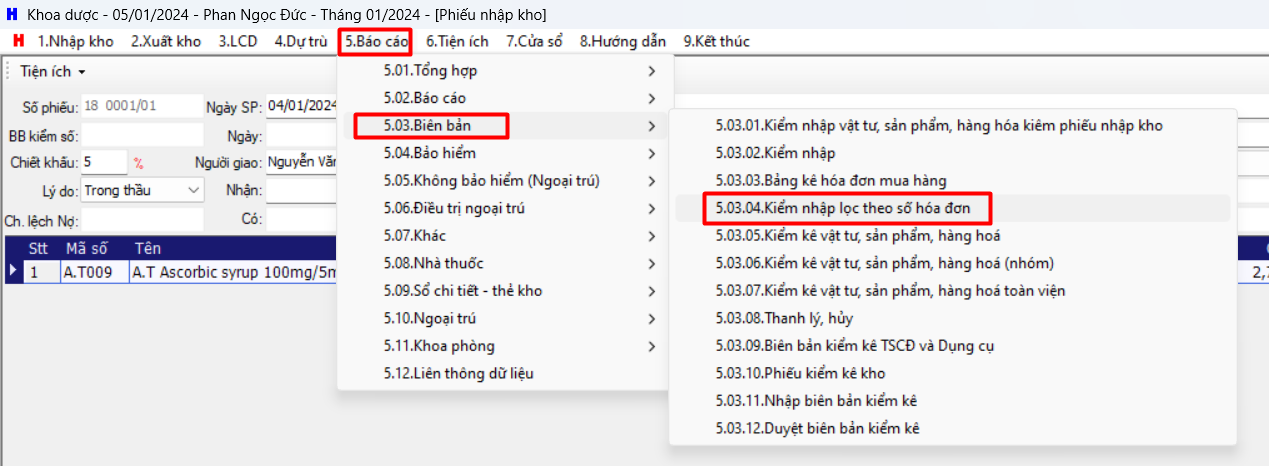 H Khoa dược - 05/01/2024 - Phan Ngọc Đức - Tháng 01/2024 - [Phiếu nhập kho]
H 1.Nhập kho 2.Xuất kho 3.LCD 4.Dự trù 5.Báo cáo 6.Tiện ích 7.Cửa sổ 8.Hướng dẫn 9.Kết thúc
Tiện ích
Số phiếu: 18 0001/01 Ngày SP: 04/01/2024
BB kiểm số: Ngày:
Chiết khấu: 5 % Người giao: Nguyễn Văn
Lý do: Trong thầu Nhận:
Ch. lệch Nợ: Có:
Stt Mã số Tên
1 A.T009 A.T Ascorbic syrup 100mg/5m
5.01.Tổng hợp
5.02.Báo cáo
5.03.Biên bản
5.04.Bảo hiểm
5.05.Không bảo hiểm (Ngoại trú)
5.06.Điều trị ngoại trú
5.07.Khác
5.08.Nhà thuốc
5.09.Sổ chi tiết - thẻ kho
5.10.Ngoại trú
5.11.Khoa phòng
5.12.Liên thông dữ liệu
5.03.01.Kiểm nhập vật tư, sản phẩm, hàng hóa kiêm phiếu nhập kho
5.03.02.Kiểm nhập
5.03.03.Bảng kê hóa đơn mua hàng
5.03.04.Kiểm nhập lọc theo số hóa đơn
5.03.05.Kiểm kê vật tư, sản phẩm, hàng hoá
5.03.06.Kiểm kê vật tư, sản phẩm, hàng hoá (nhóm)
5.03.07.Kiểm kê vật tư, sản phẩm, hàng hoá toàn viện
5.03.08.Thanh lý, hủy
5.03.09.Biên bản kiểm kê TSCĐ và Dụng cụ
5.03.10.Phiếu kiểm kê kho
5.03.11.Nhập biên bản kiểm kê
5.03.12.Duyệt biên bản kiểm kê